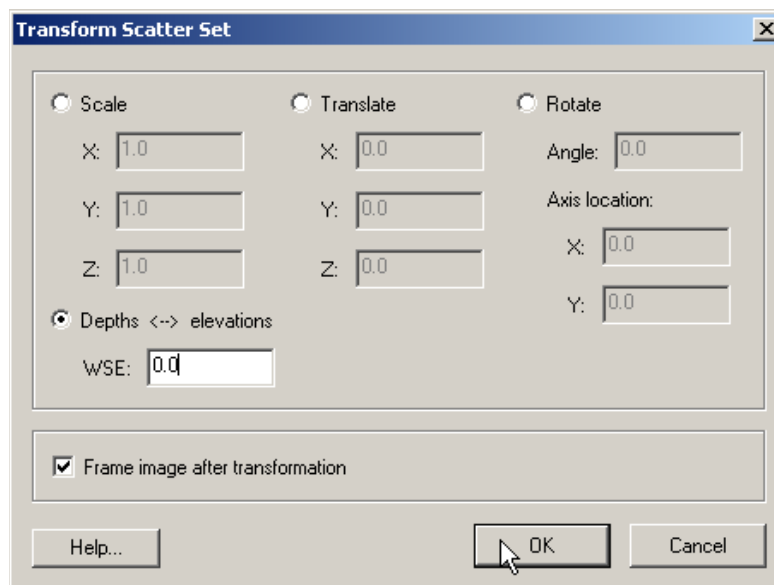 Transform Scatter Set
Scale
X: 1.0
Y: 1.0
Z: 1.0
Translate
X: 0.0
Y: 0.0
Z: 0.0
Rotate
Angle: 0.0
Axis location:
X: 0.0
Y: 0.0
Depths <--> elevations
WSE: 0.0
Frame image after transformation
Help...
OK
Cancel